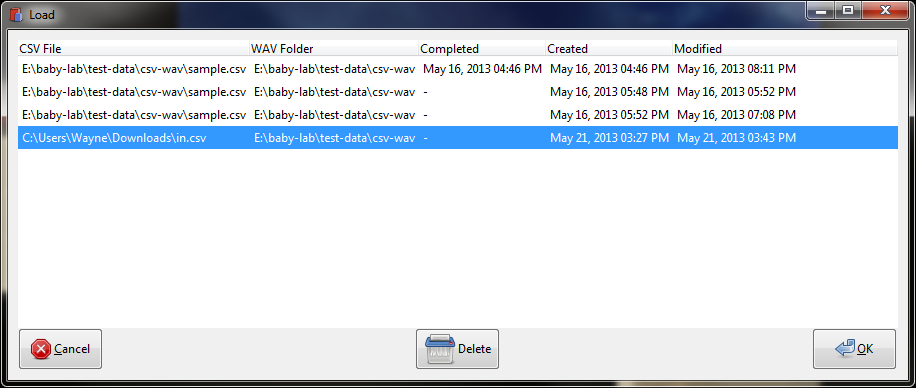 Load
CSV File WAV Folder Completed Created Modified
E:\baby-lab\test-data\csv-wav\sample.csv E:\baby-lab\test-data\csv-wav May 16, 2013 04:46 PM May 16, 2013 04:46 PM May 16, 2013 08:11 PM
E:\baby-lab\test-data\csv-wav\sample.csv E:\baby-lab\test-data\csv-wav - May 16, 2013 05:48 PM May 16, 2013 05:52 PM
E:\baby-lab\test-data\csv-wav\sample.csv E:\baby-lab\test-data\csv-wav - May 16, 2013 05:52 PM May 16, 2013 07:08 PM
C:\Users\Wayne\Downloads\in.csv E:\baby-lab\test-data\csv-wav - May 21, 2013 03:27 PM May 21, 2013 03:43 PM
Cancel Delete OK